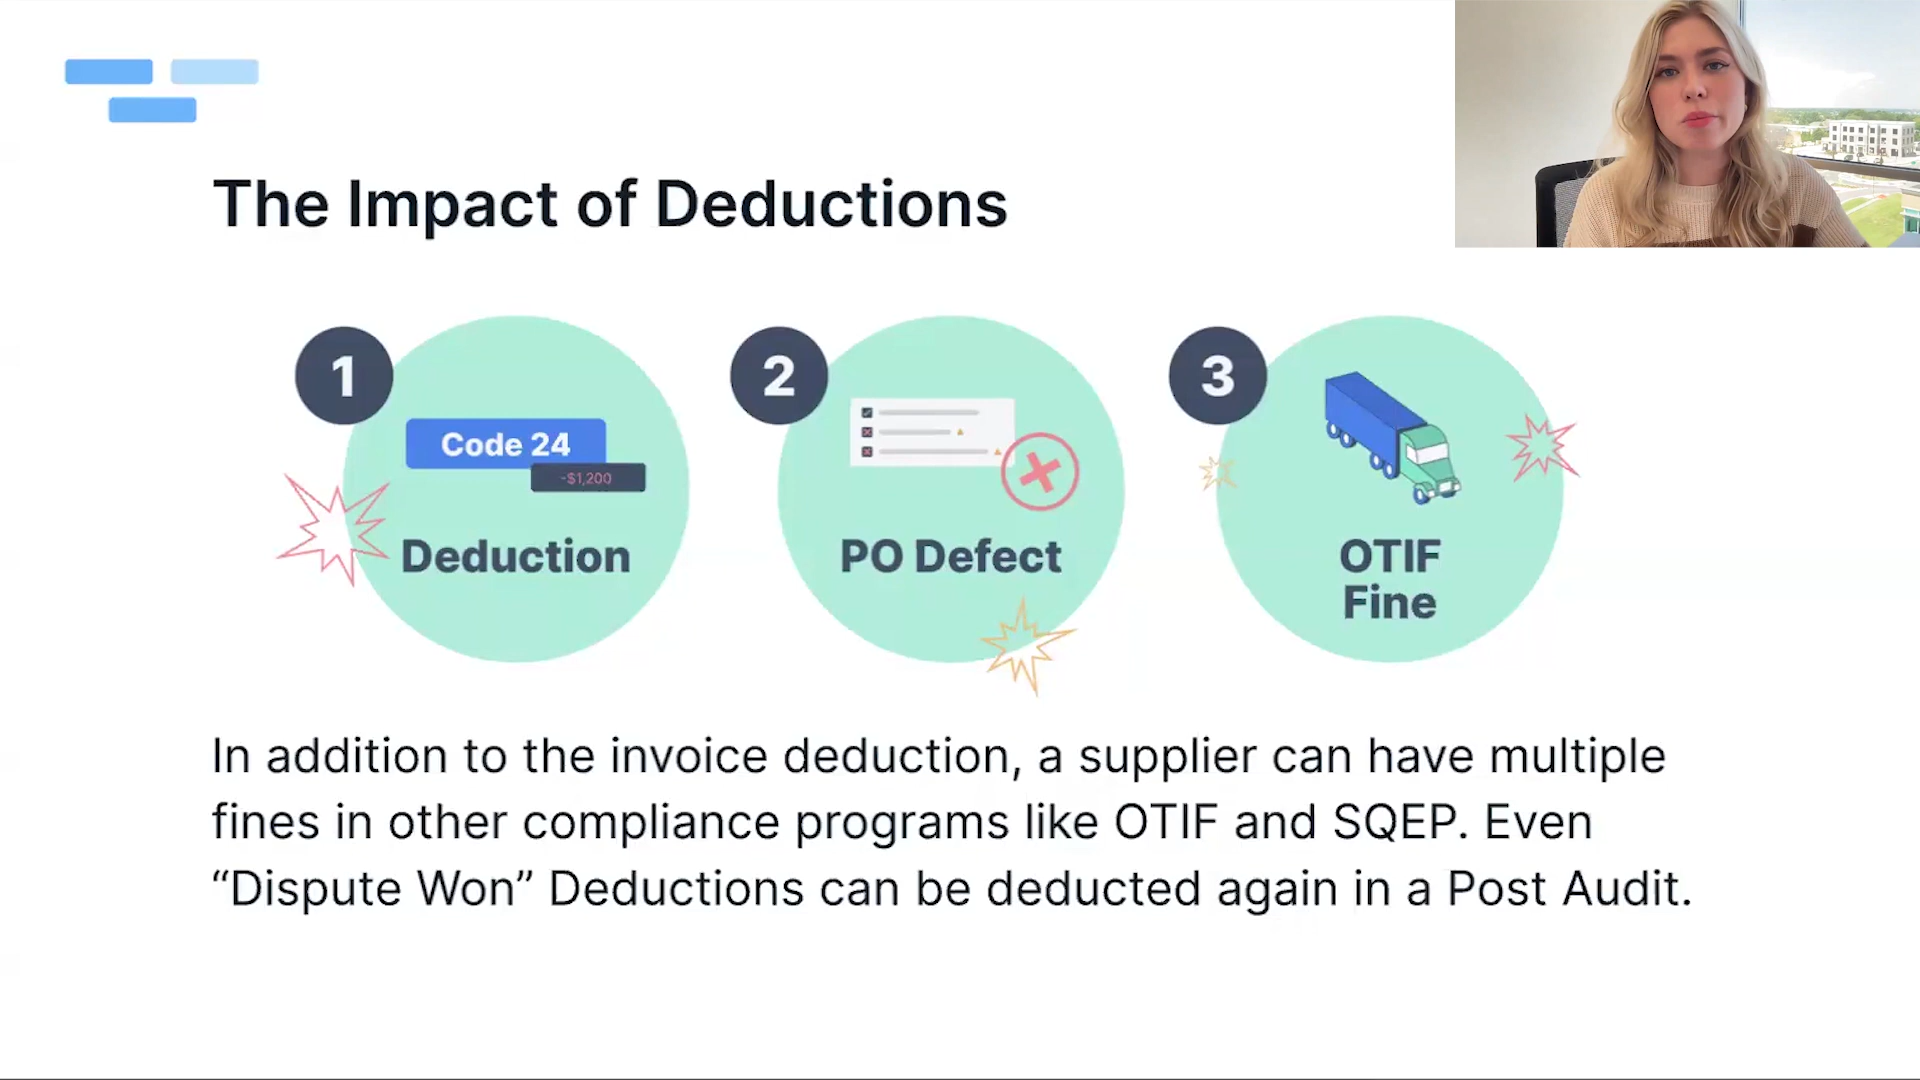 The Impact of Deductions
1
Code 24
-$1,200
Deduction
2
PO Defect
3
OTIF
Fine
In addition to the invoice deduction, a supplier can have multiple
fines in other compliance programs like OTIF and SQEP. Even
“Dispute Won” Deductions can be deducted again in a Post Audit.